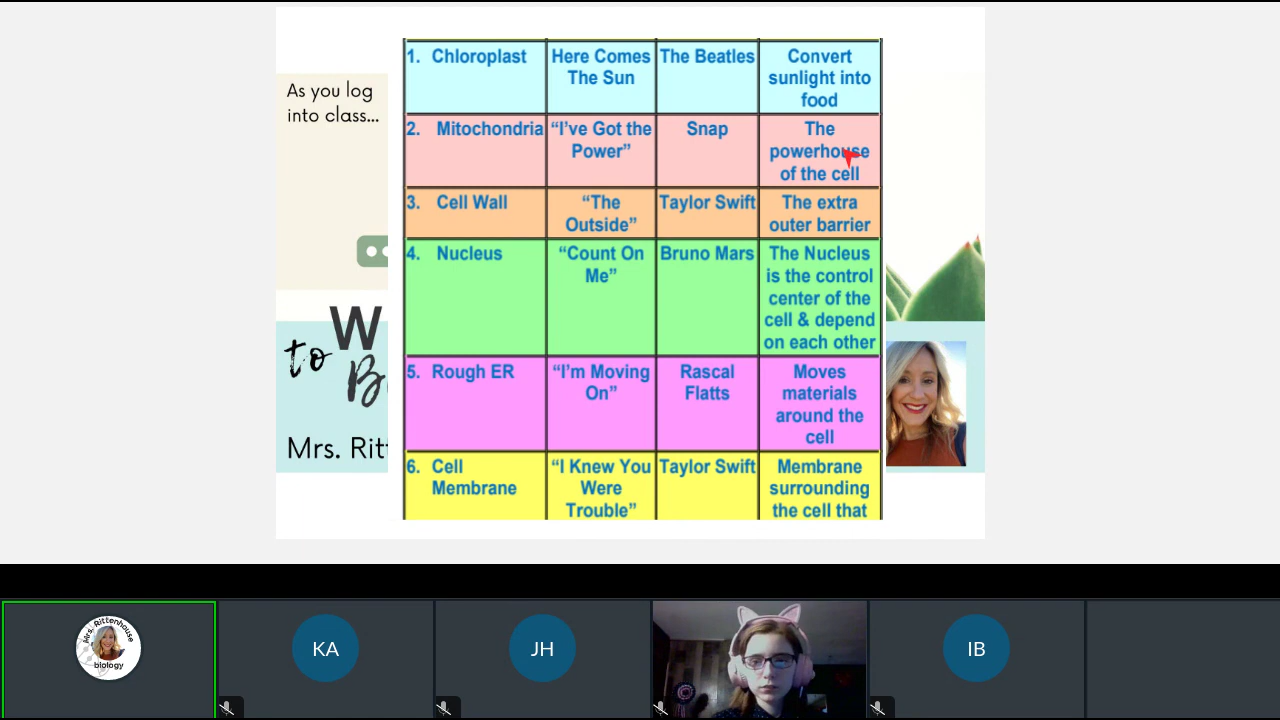 As you log
into class...
W
to B
Mrs. Rit
1. Chloroplast
Here Comes
The Sun
The Beatles
Convert
sunlight into
food
2. Mitochondria
“I’ve Got the
Power”
Snap
The
powerhouse
of the cell
3. Cell Wall
“The
Outside”
Taylor Swift
The extra
outer barrier
4. Nucleus
“Count On
Me”
Bruno Mars
The Nucleus
is the control
center of the
cell & depend
on each other
5. Rough ER
“I’m Moving
On”
Rascal
Flatts
Moves
materials
around the
cell
6. Cell
Membrane
“I Knew You
Were
Trouble”
Taylor Swift
Membrane
surrounding
the cell that
Mrs. Rittenhouse
biology
KA
JH
IB